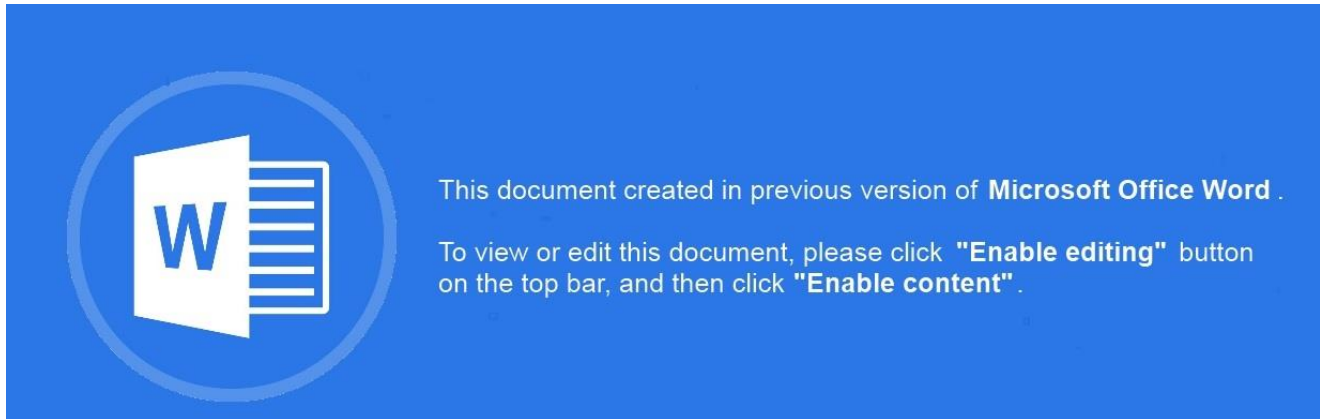 W
This document created in previous version of Microsoft Office Word .
To view or edit this document, please click "Enable editing" button
on the top bar, and then click "Enable content".